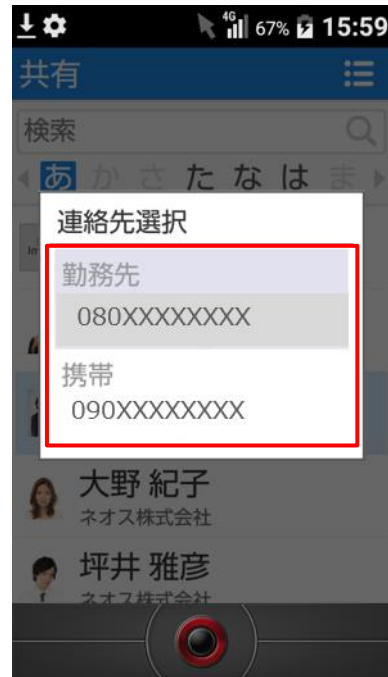 4G 67% 15:59
共有
検索
あ か さ た な は ま
連絡先選択
勤務先
080XXXXXXXX
携帯
090XXXXXXXX
大野 紀子
ネオス株式会社
坪井 雅彦
ネオス株式会社